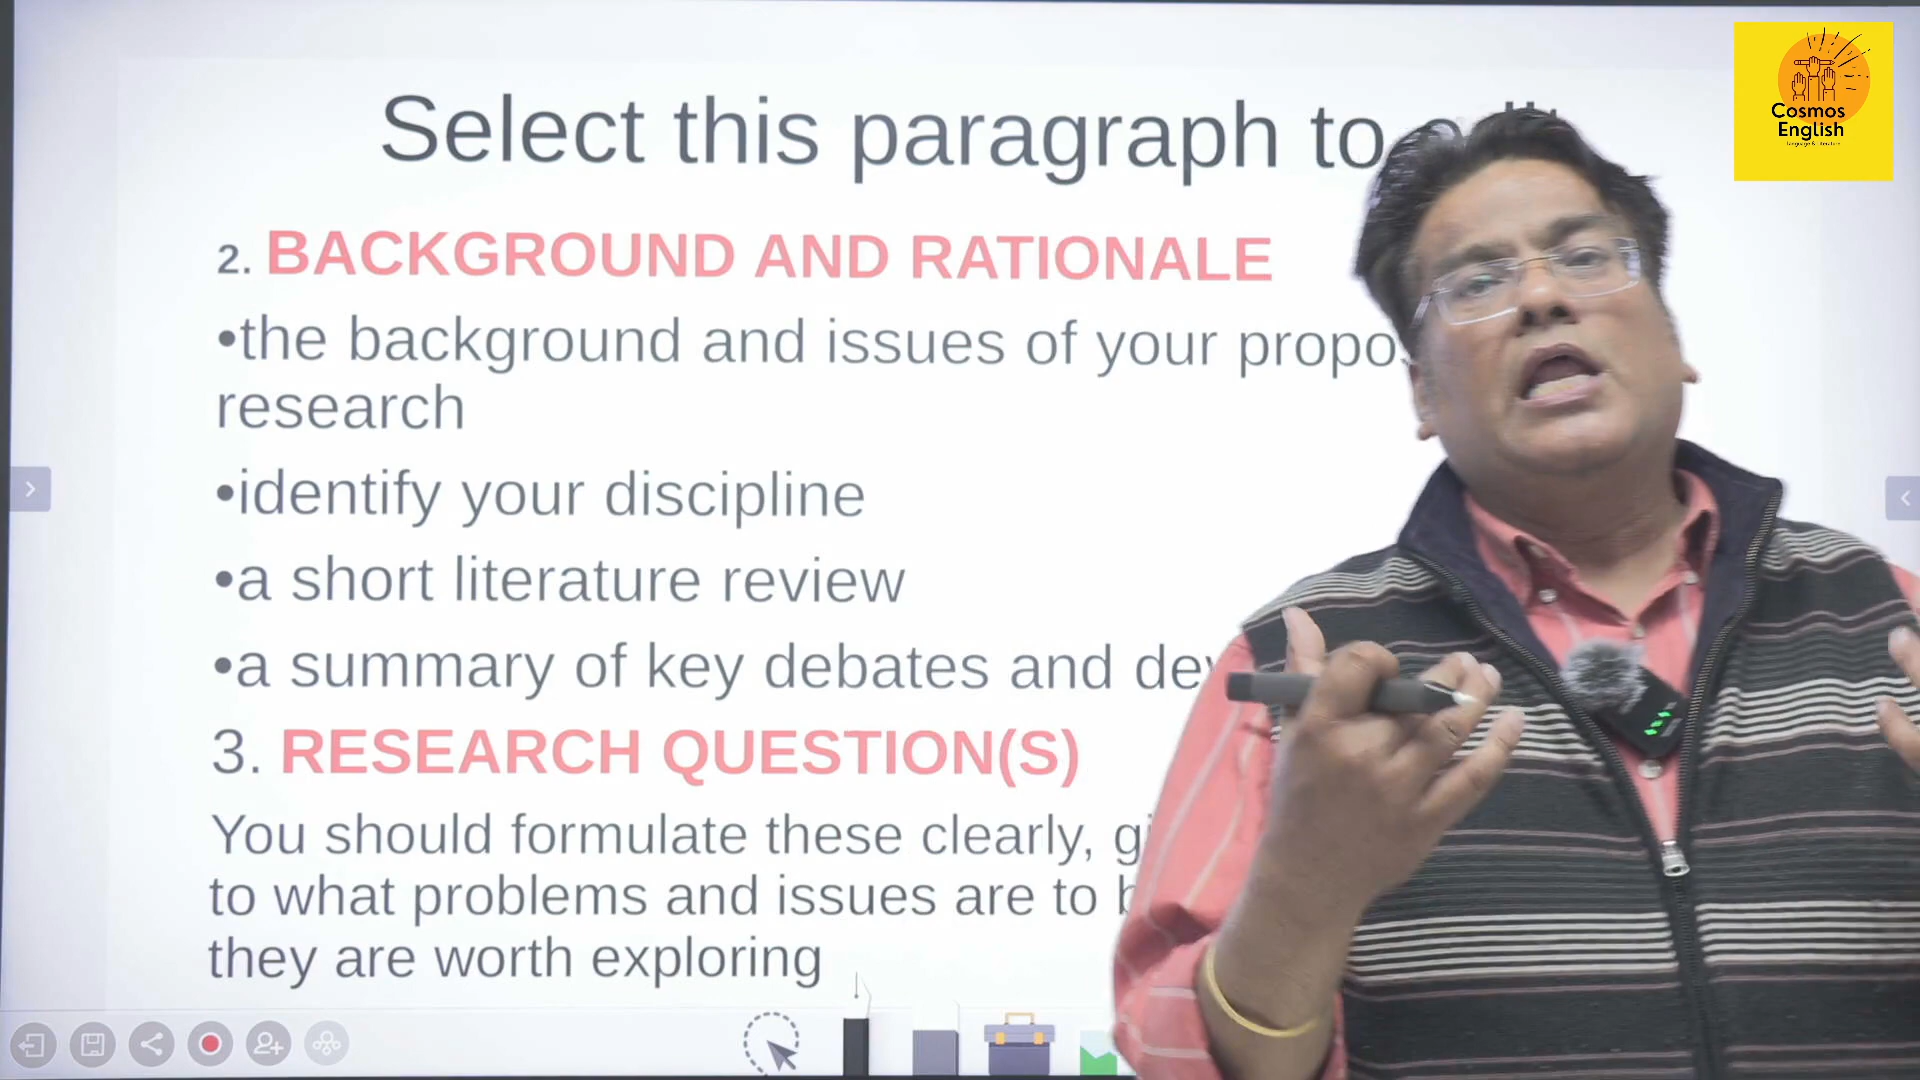 Select this paragraph to
2. BACKGROUND AND RATIONALE
•the background and issues of your
research
•identify your discipline
•a short literature review
•a summary of key debates and
3. RESEARCH QUESTION(S)
You should formulate these clearly,
to what problems and issues are to
they are worth exploring
Cosmos
English